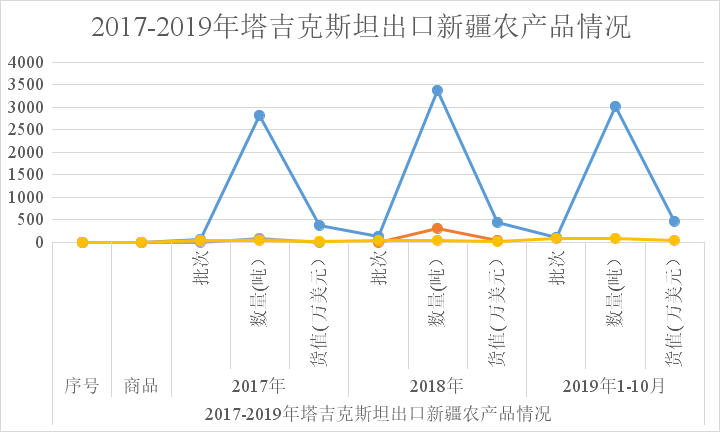 2017-2019年塔吉克斯坦出口新疆农产品情况
4000
3500
3000
2500
2000
1500
1000
500
0
批次
数量(吨)
货值(万美元)
批次
数量(吨)
货值(万美元)
批次
数量(吨)
货值(万美元)
序号 商品 2017年 2018年 2019年1-10月
2017-2019年塔吉克斯坦出口新疆农产品情况